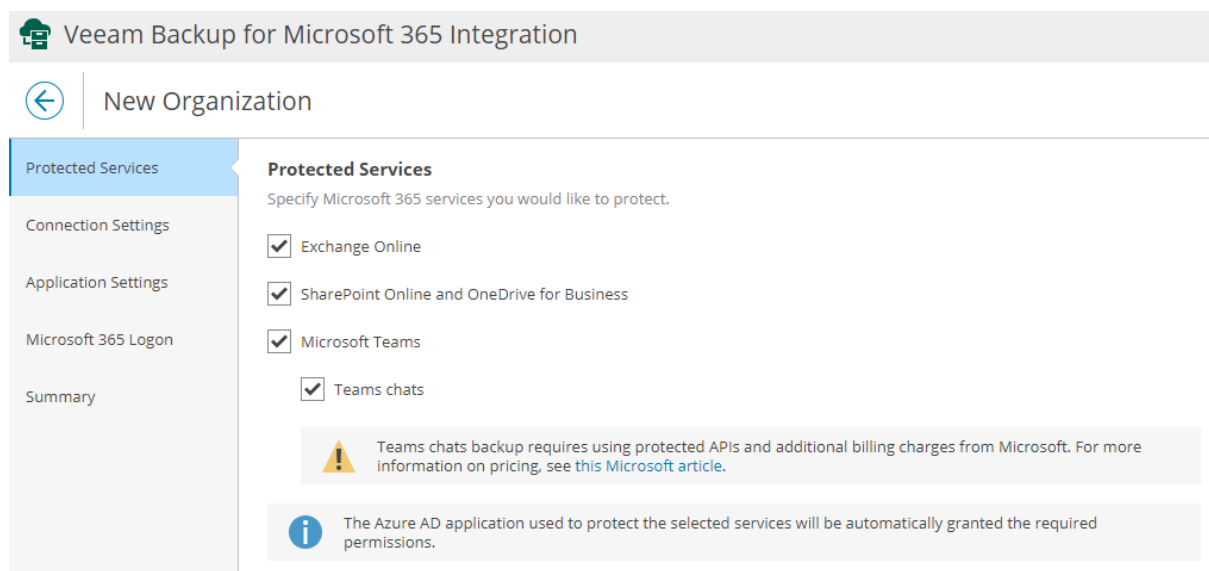 Veeam Backup for Microsoft 365 Integration
New Organization
Protected Services
Connection Settings
Application Settings
Microsoft 365 Logon
Summary
Protected Services
Specify Microsoft 365 services you would like to protect.
Exchange Online
SharePoint Online and OneDrive for Business
Microsoft Teams
Teams chats
Teams chats backup requires using protected APIs and additional billing charges from Microsoft. For more
information on pricing, see this Microsoft article.
The Azure AD application used to protect the selected services will be automatically granted the required
permissions.